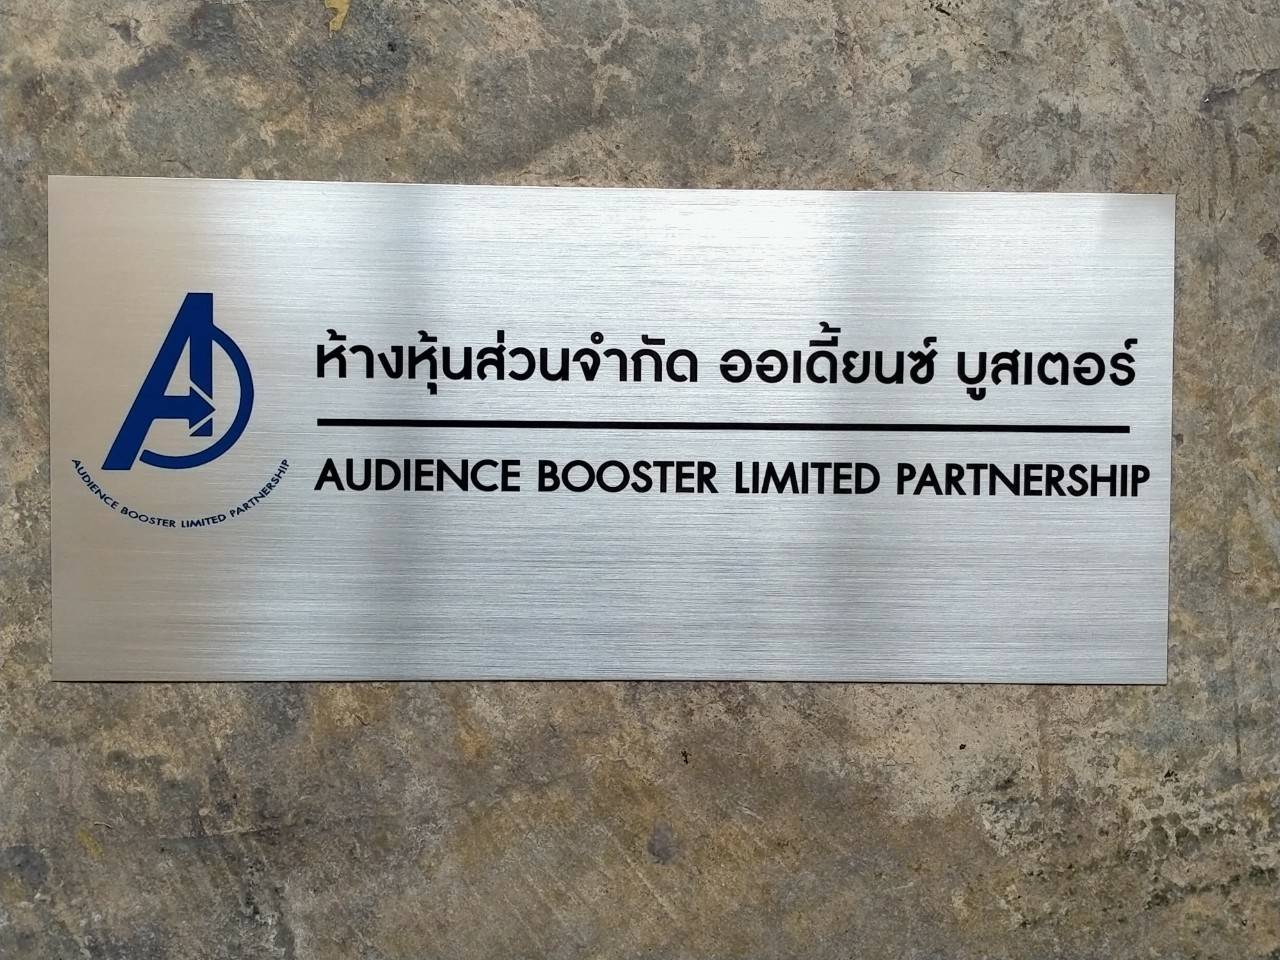 ห้างหุ้นส่วนจำกัด ออเดี้ยนซ์ บูสเตอร์
AUDIENCE BOOSTER LIMITED PARTNERSHIP
A
AUDIENCE BOOSTER LIMITED PARTNERSHIP